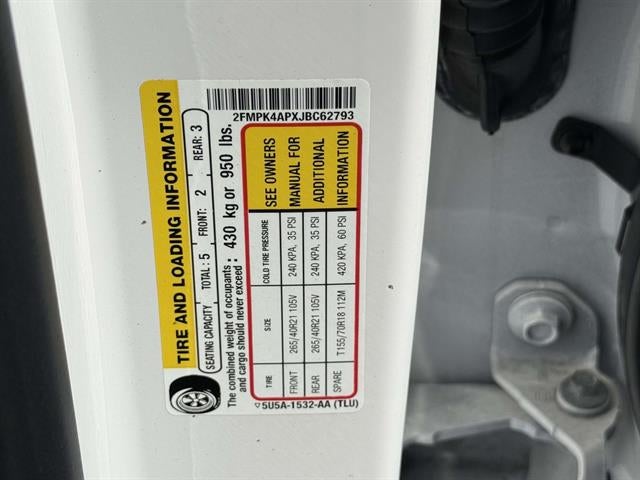 2FMPK4APXJBC62793
TIRE AND LOADING INFORMATION
SEATING CAPACITY TOTAL: 5 FRONT: 2 REAR: 3
The combined weight of occupants
and cargo should never exceed: 430 kg or 950 lbs.
TIRE SIZE COLD TIRE PRESSURE SEE OWNERS
FRONT 265/40R21 105V 240 KPA, 35 PSI MANUAL FOR
REAR 265/40R21 105V 240 KPA, 35 PSI ADDITIONAL
SPARE T155/70R18 112M 420 KPA, 60 PSI INFORMATION
5U5A-1532-AA (TLU)